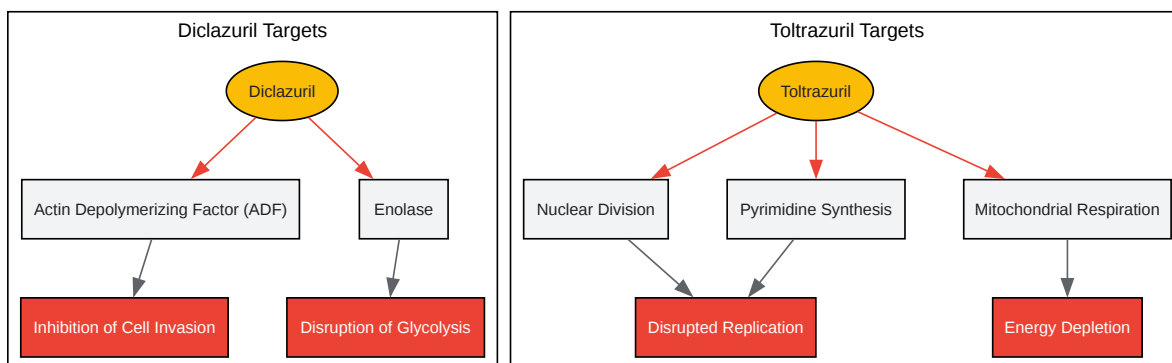 Diclazuril Targets
Diclazuril
Actin Depolymerizing Factor (ADF)
Enolase
Inhibition of Cell Invasion
Disruption of Glycolysis
Toltrazuril Targets
Toltrazuril
Nuclear Division
Pyrimidine Synthesis
Mitochondrial Respiration
Disrupted Replication
Energy Depletion